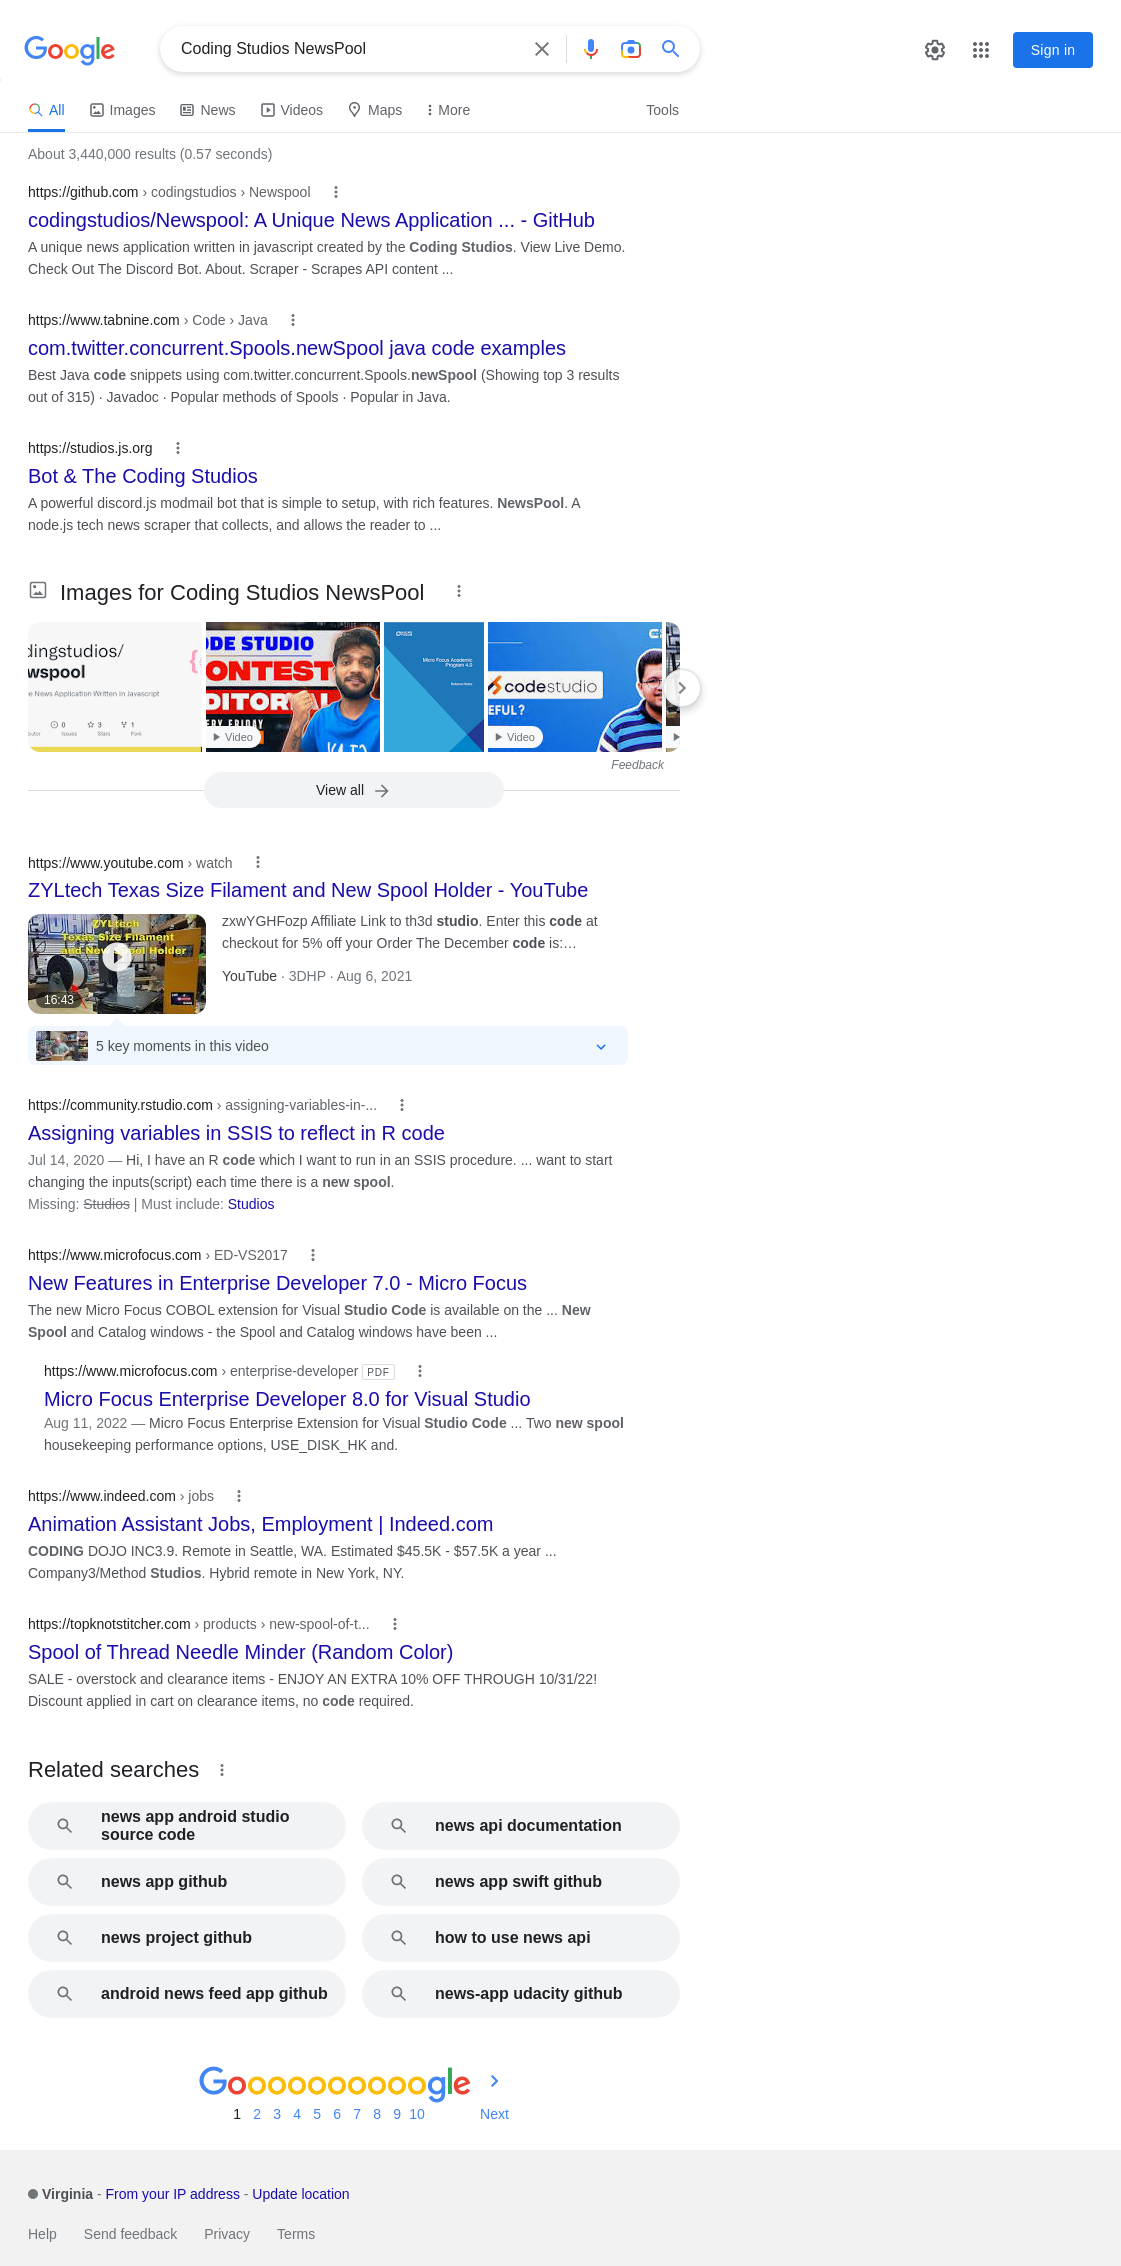 Google
Coding Studios NewsPool
Sign in
All
Images
News
Videos
Maps
More
Tools
About 3,440,000 results (0.57 seconds)
https://github.com › codingstudios › Newspool
codingstudios/Newspool: A Unique News Application ... - GitHub
A unique news application written in javascript created by the Coding Studios. View Live Demo.
Check Out The Discord Bot. About. Scraper - Scrapes API content ...
https://www.tabnine.com › Code › Java
com.twitter.concurrent.Spools.newSpool java code examples
Best Java code snippets using com.twitter.concurrent.Spools.newSpool (Showing top 3 results
out of 315) · Javadoc · Popular methods of Spools · Popular in Java.
https://studios.js.org
Bot & The Coding Studios
A powerful discord.js modmail bot that is simple to setup, with rich features. NewsPool. A
node.js tech news scraper that collects, and allows the reader to ...
Images for Coding Studios NewsPool
dingstudios/
wspool
e News Application Written In Javascript
0
3
1
Issues
Stars
Fork
ODE STUDIO
ONTEST
DITORIAL
ERY FRIDAY
Video
Micro Focus Academic
Program 4.0
Release Notes
codestudio
EFUL?
Video
Feedback
View all
https://www.youtube.com › watch
ZYLtech Texas Size Filament and New Spool Holder - YouTube
ZYLtech
Texas Size Filament
and New Spool Holder
16:43
zxwYGHFozp Affiliate Link to th3d studio. Enter this code at
checkout for 5% off your Order The December code is:…
YouTube · 3DHP · Aug 6, 2021
5 key moments in this video
https://community.rstudio.com › assigning-variables-in-...
Assigning variables in SSIS to reflect in R code
Jul 14, 2020 — Hi, I have an R code which I want to run in an SSIS procedure. ... want to start
changing the inputs(script) each time there is a new spool.
Missing: Studios | Must include: Studios
https://www.microfocus.com › ED-VS2017
New Features in Enterprise Developer 7.0 - Micro Focus
The new Micro Focus COBOL extension for Visual Studio Code is available on the ... New
Spool and Catalog windows - the Spool and Catalog windows have been ...
https://www.microfocus.com › enterprise-developer PDF
Micro Focus Enterprise Developer 8.0 for Visual Studio
Aug 11, 2022 — Micro Focus Enterprise Extension for Visual Studio Code ... Two new spool
housekeeping performance options, USE_DISK_HK and.
https://www.indeed.com › jobs
Animation Assistant Jobs, Employment | Indeed.com
CODING DOJO INC3.9. Remote in Seattle, WA. Estimated $45.5K - $57.5K a year ...
Company3/Method Studios. Hybrid remote in New York, NY.
https://topknotstitcher.com › products › new-spool-of-t...
Spool of Thread Needle Minder (Random Color)
SALE - overstock and clearance items - ENJOY AN EXTRA 10% OFF THROUGH 10/31/22!
Discount applied in cart on clearance items, no code required.
Related searches
news app android studio
source code
news api documentation
news app github
news app swift github
news project github
how to use news api
android news feed app github
news-app udacity github
Goooooooooogle
1 2 3 4 5 6 7 8 9 10 Next
Virginia - From your IP address - Update location
Help Send feedback Privacy Terms